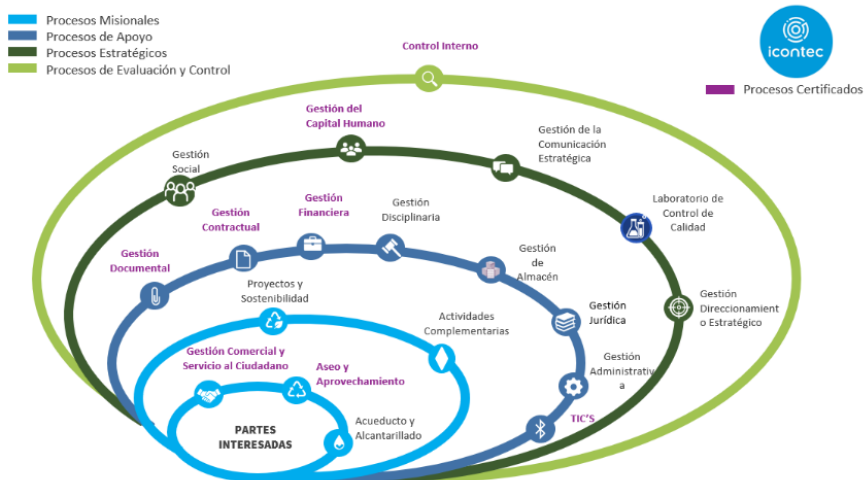 Procesos Misionales
Procesos de Apoyo
Procesos Estratégicos
Procesos de Evaluación y Control
Control Interno
icontec
Procesos Certificados
Gestión del
Capital Humano
Gestión de la
Comunicación
Estratégica
Gestión
Social
Laboratorio de
Control de
Calidad
Gestión
Contractual
Gestión
Financiera
Gestión
Disciplinaria
Gestión
Documental
Gestión
de
Almacén
Proyectos y
Sostenibilidad
Actividades
Complementarias
Gestión
Jurídica
Gestión
Direccionamient
o Estratégico
Gestión Comercial y
Servicio al Ciudadano
Aseo y
Aprovechamiento
Gestión
Administrativ
a
PARTES
INTERESADAS
Acueducto y
Alcantarillado
TIC'S